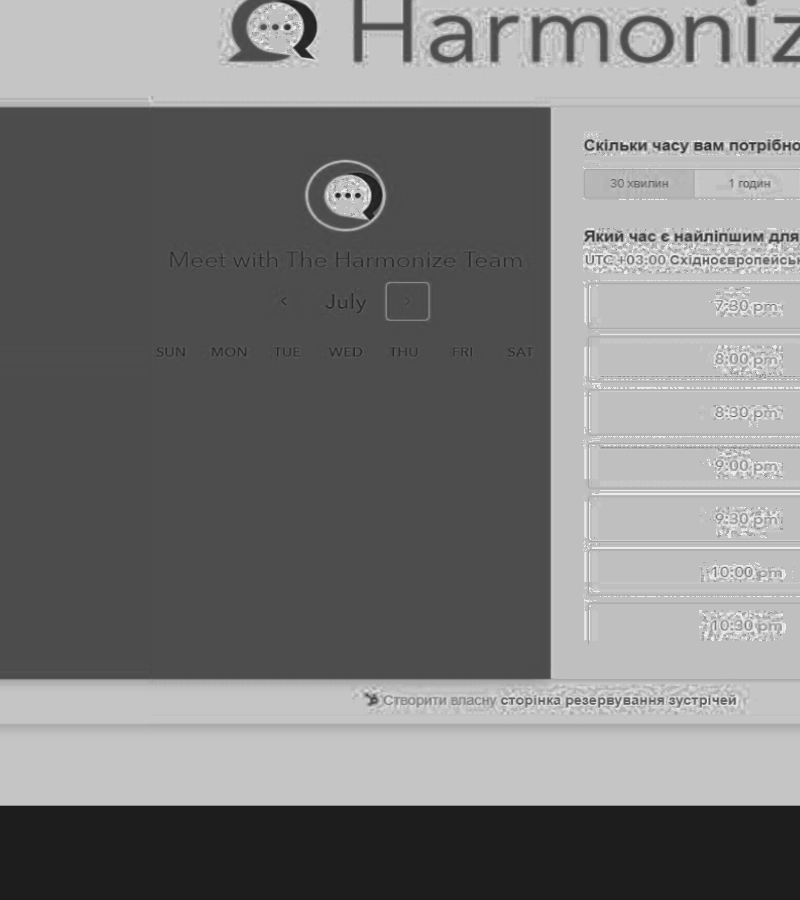 Harmoniz
Meet with The Harmonize Team
‹ July ›
SUN MON TUE WED THU FRI SAT
Скільки часу вам потрібно
30 хвилин 1 годин
Який час є найліпшим для
UTC +03:00 Східноєвропейськ
7:30 pm
8:00 pm
8:30 pm
9:00 pm
9:30 pm
10:00 pm
10:30 pm
Створити власну сторінка резервування зустрічей